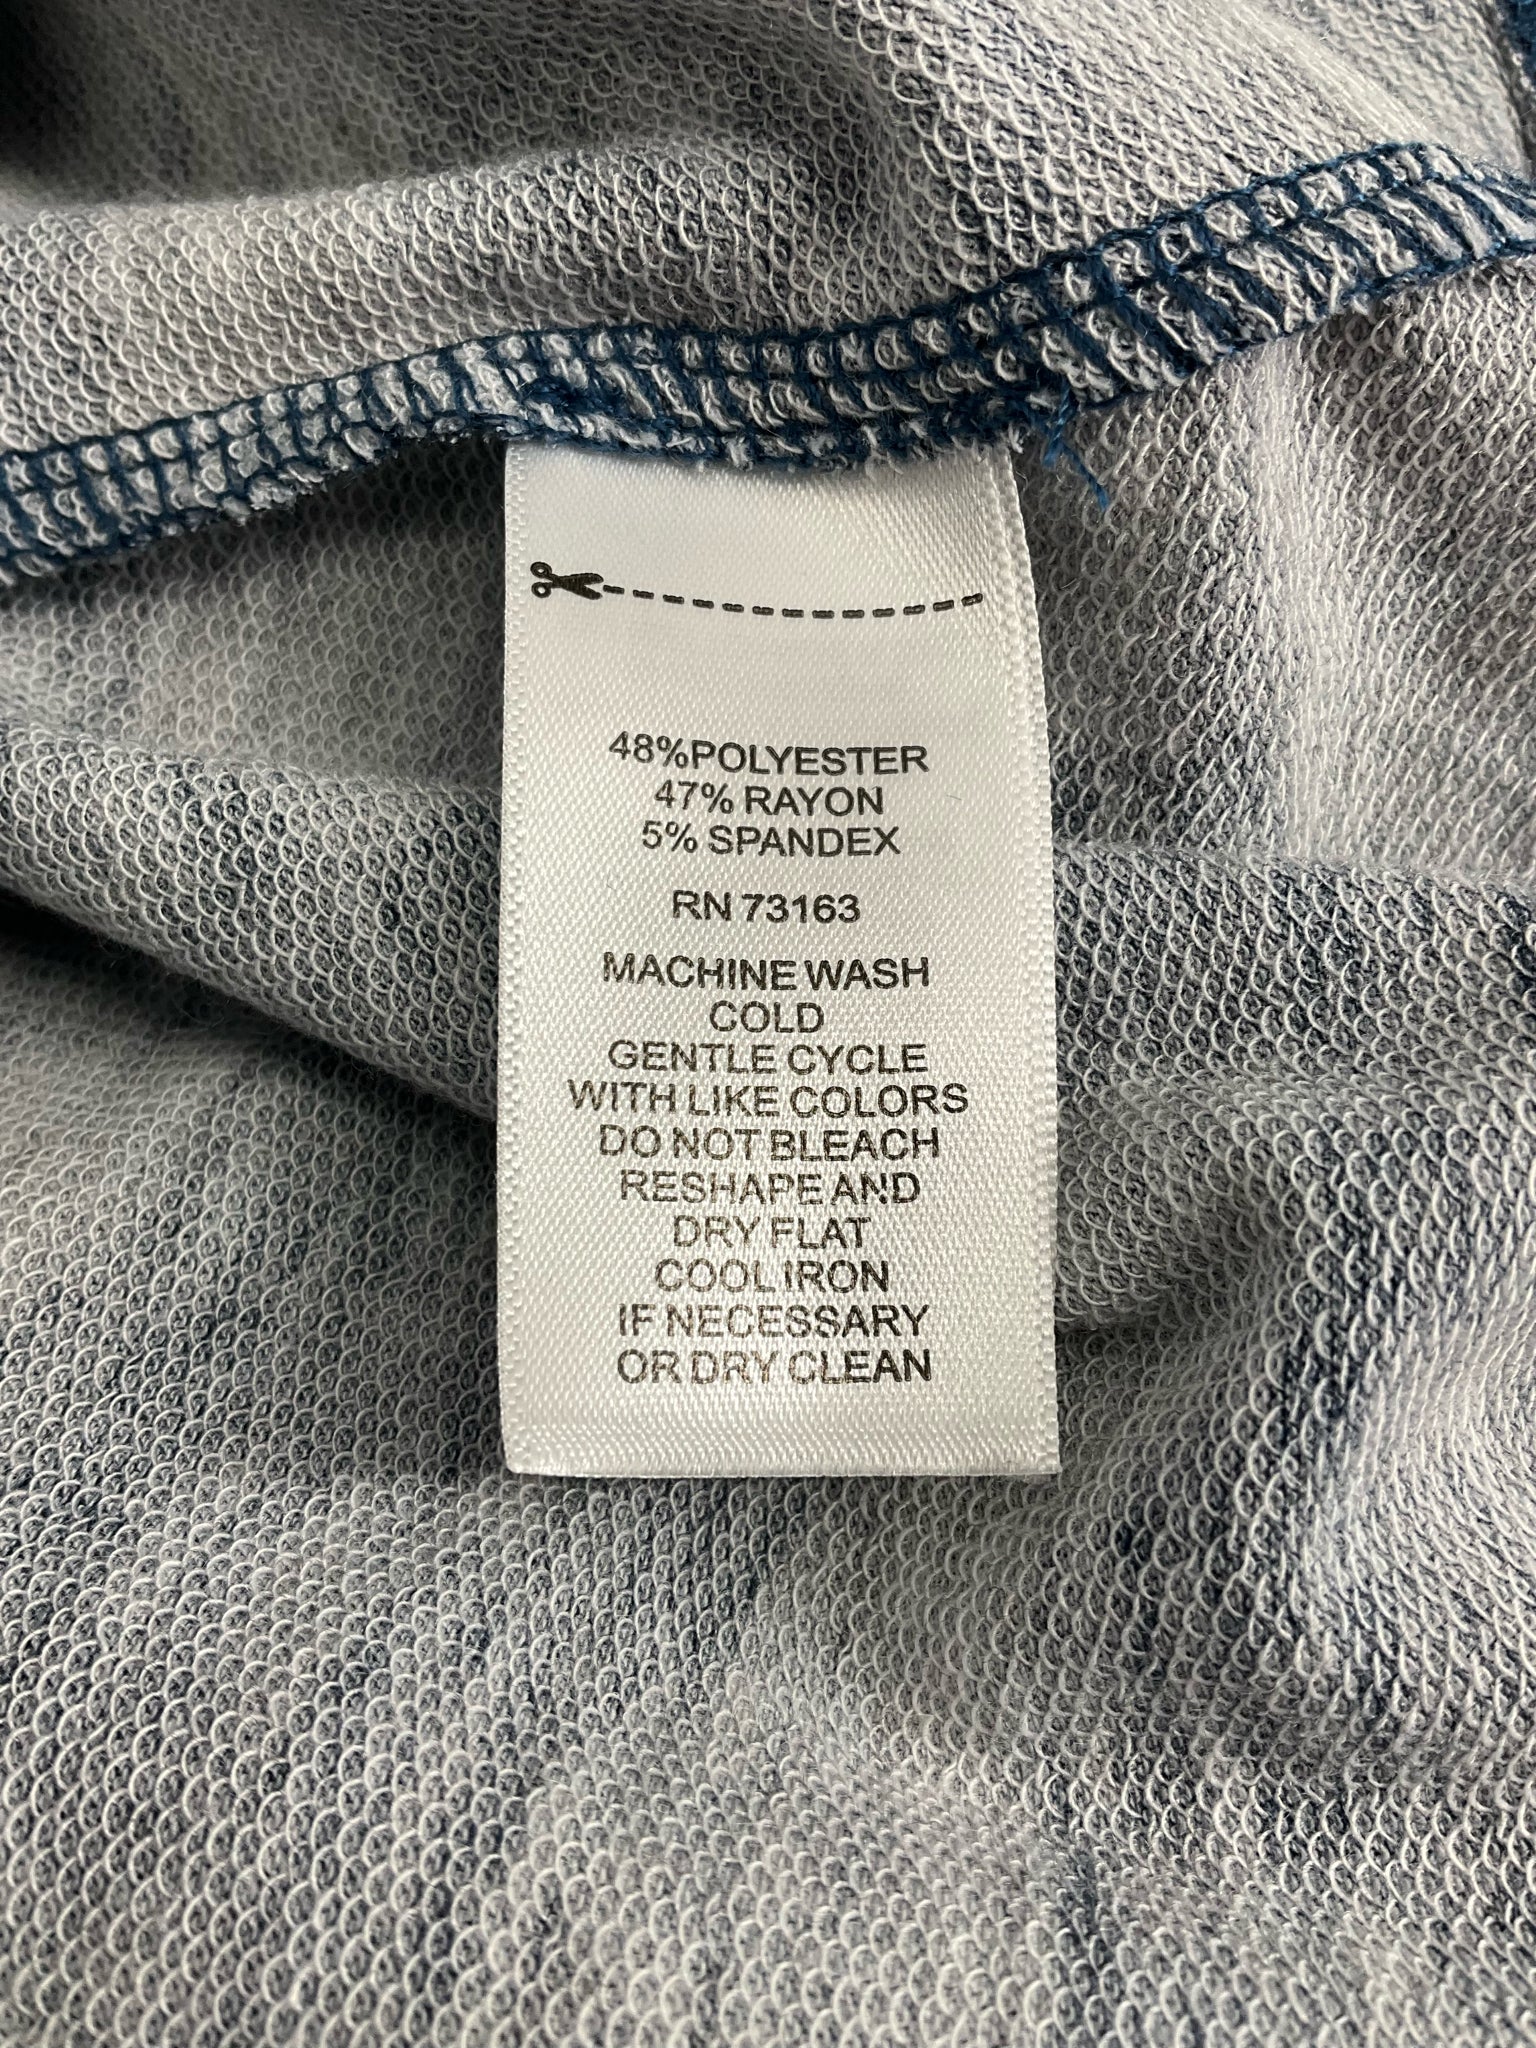 48%POLYESTER
47% RAYON
5% SPANDEX
RN 73163
MACHINE WASH
COLD
GENTLE CYCLE
WITH LIKE COLORS
DO NOT BLEACH
RESHAPE AND
DRY FLAT
COOL IRON
IF NECESSARY
OR DRY CLEAN